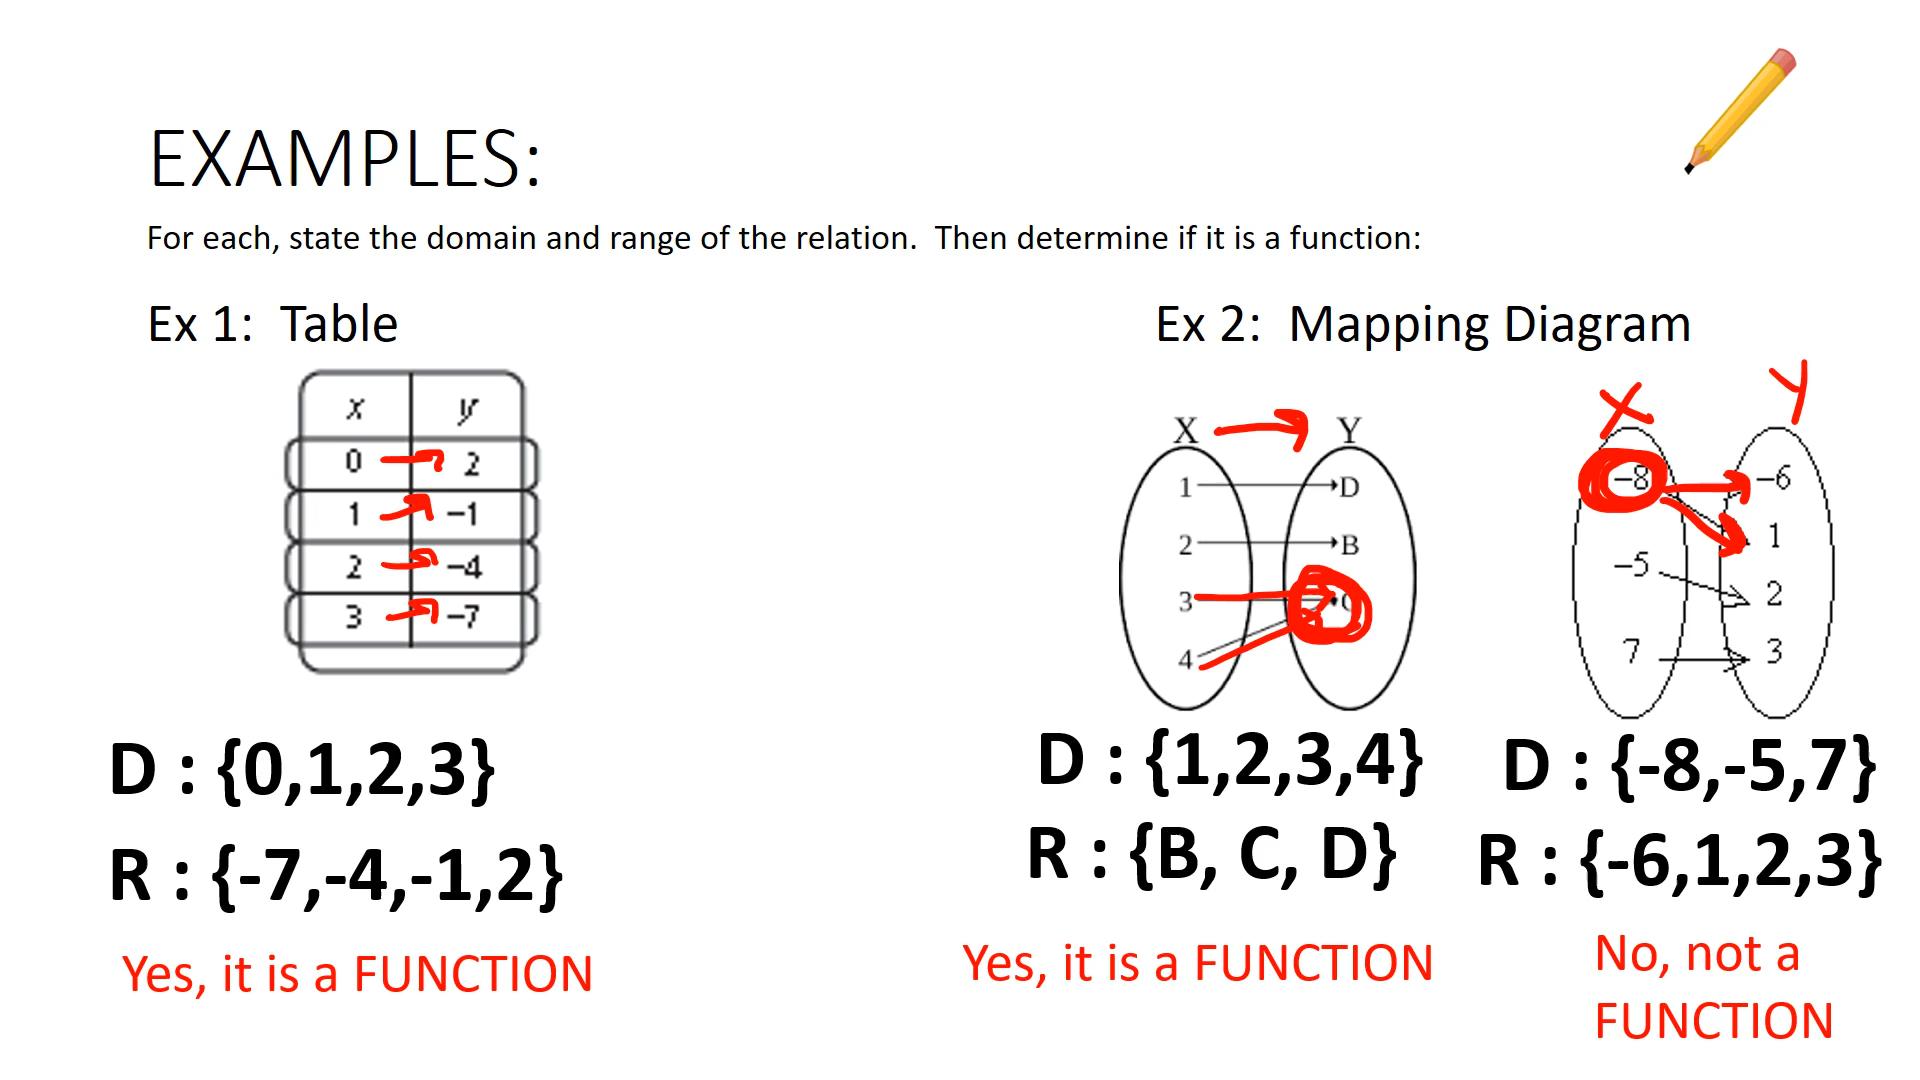 EXAMPLES:
For each, state the domain and range of the relation. Then determine if it is a function:
Ex 1: Table
x y
0 2
1 −1
2 −4
3 −7
D : {0,1,2,3}
R : {-7,-4,-1,2}
Yes, it is a FUNCTION
Ex 2: Mapping Diagram
X Y
1 D
2 B
3 C
4
D : {1,2,3,4}
R : {B, C, D}
Yes, it is a FUNCTION
X Y
−8 −6
1
−5 2
7 3
D : {-8,-5,7}
R : {-6,1,2,3}
No, not a
FUNCTION